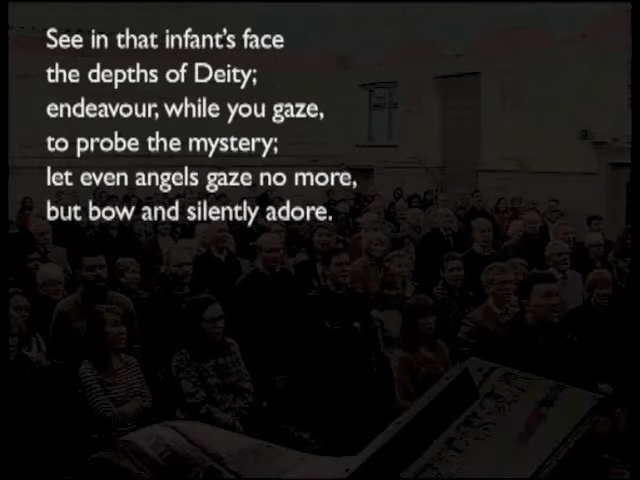 See in that infant's face
the depths of Deity;
endeavour, while you gaze,
to probe the mystery;
let even angels gaze no more,
but bow and silently adore.